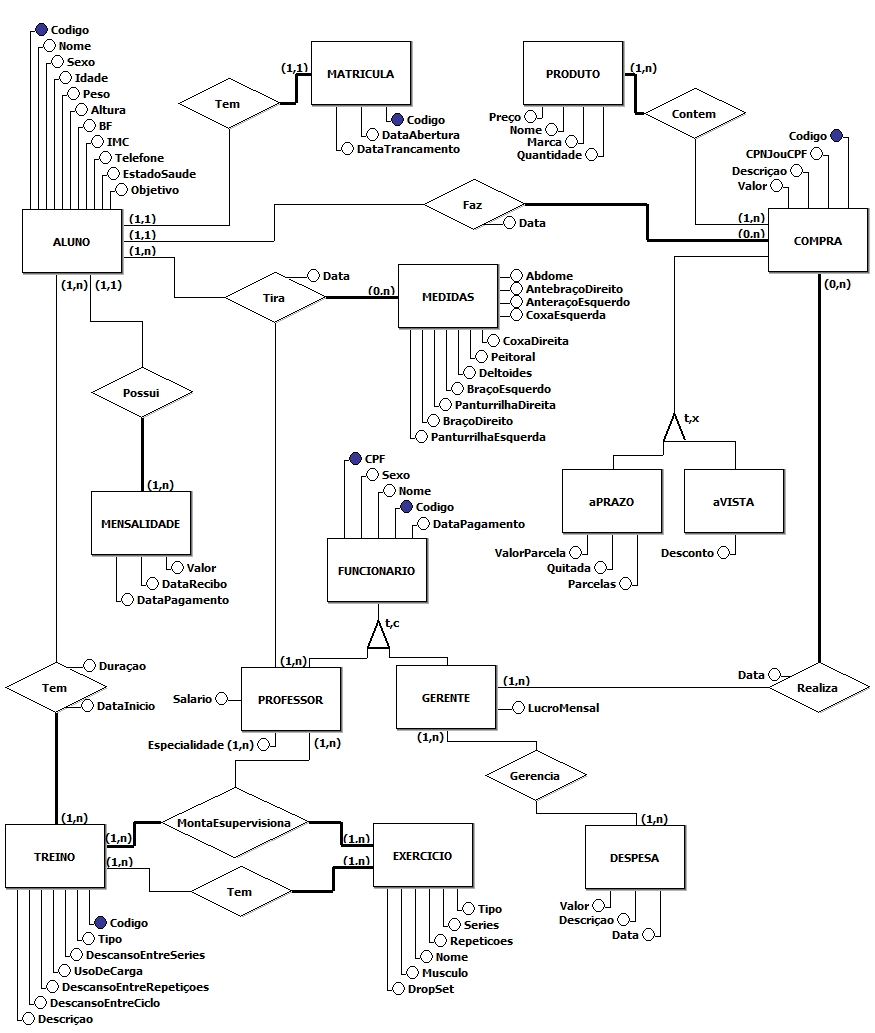 Codigo
Nome
Sexo
Idade
Peso
Altura
BF
IMC
Telefone
EstadoSaude
Objetivo
ALUNO
(1,1)
(1,1)
(1,n)
(1,n)
(1,1)
Tem
(1,1)
MATRICULA
Codigo
DataAbertura
DataTrancamento
PRODUTO
(1,n)
Preço
Nome
Marca
Quantidade
Contem
Codigo
CPNJouCPF
Descriçao
Valor
(1,n)
(0,n)
COMPRA
(0,n)
Faz
Data
Data
Tira
(0,n)
MEDIDAS
Abdome
AntebraçoDireito
AnteraçoEsquerdo
CoxaEsquerda
CoxaDireita
Peitoral
Deltoides
BraçoEsquerdo
PanturrilhaDireita
BraçoDireito
PanturrilhaEsquerda
Possui
(1,n)
MENSALIDADE
Valor
DataRecibo
DataPagamento
t,x
aPRAZO
aVISTA
ValorParcela
Quitada
Parcelas
Desconto
CPF
Sexo
Nome
Codigo
DataPagamento
FUNCIONARIO
t,c
Duraçao
Tem
DataInicio
(1,n)
PROFESSOR
Salario
Especialidade (1,n)
(1,n)
GERENTE
(1,n)
LucroMensal
(1,n)
Data
Realiza
Gerencia
(1,n)
DESPESA
Valor
Descriçao
Data
(1,n)
TREINO
(1,n)
(1,n)
MontaEsupervisiona
(1,n)
Tem
(1,n)
EXERCICIO
Tipo
Series
Repeticoes
Nome
Musculo
DropSet
Codigo
Tipo
DescansoEntreSeries
UsoDeCarga
DescansoEntreRepetiçoes
DescansoEntreCiclo
Descriçao